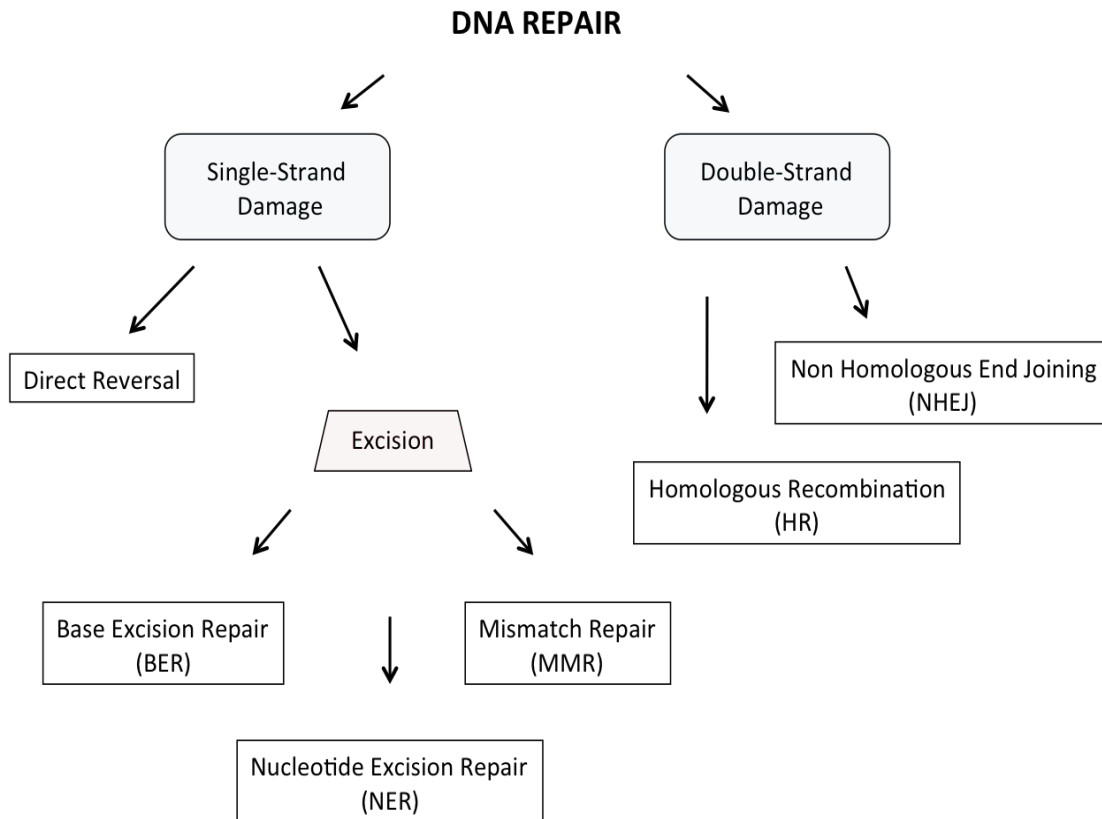 DNA REPAIR
Single-Strand
Damage
Double-Strand
Damage
Direct Reversal
Non Homologous End Joining
(NHEJ)
Excision
Homologous Recombination
(HR)
Base Excision Repair
(BER)
Mismatch Repair
(MMR)
Nucleotide Excision Repair
(NER)